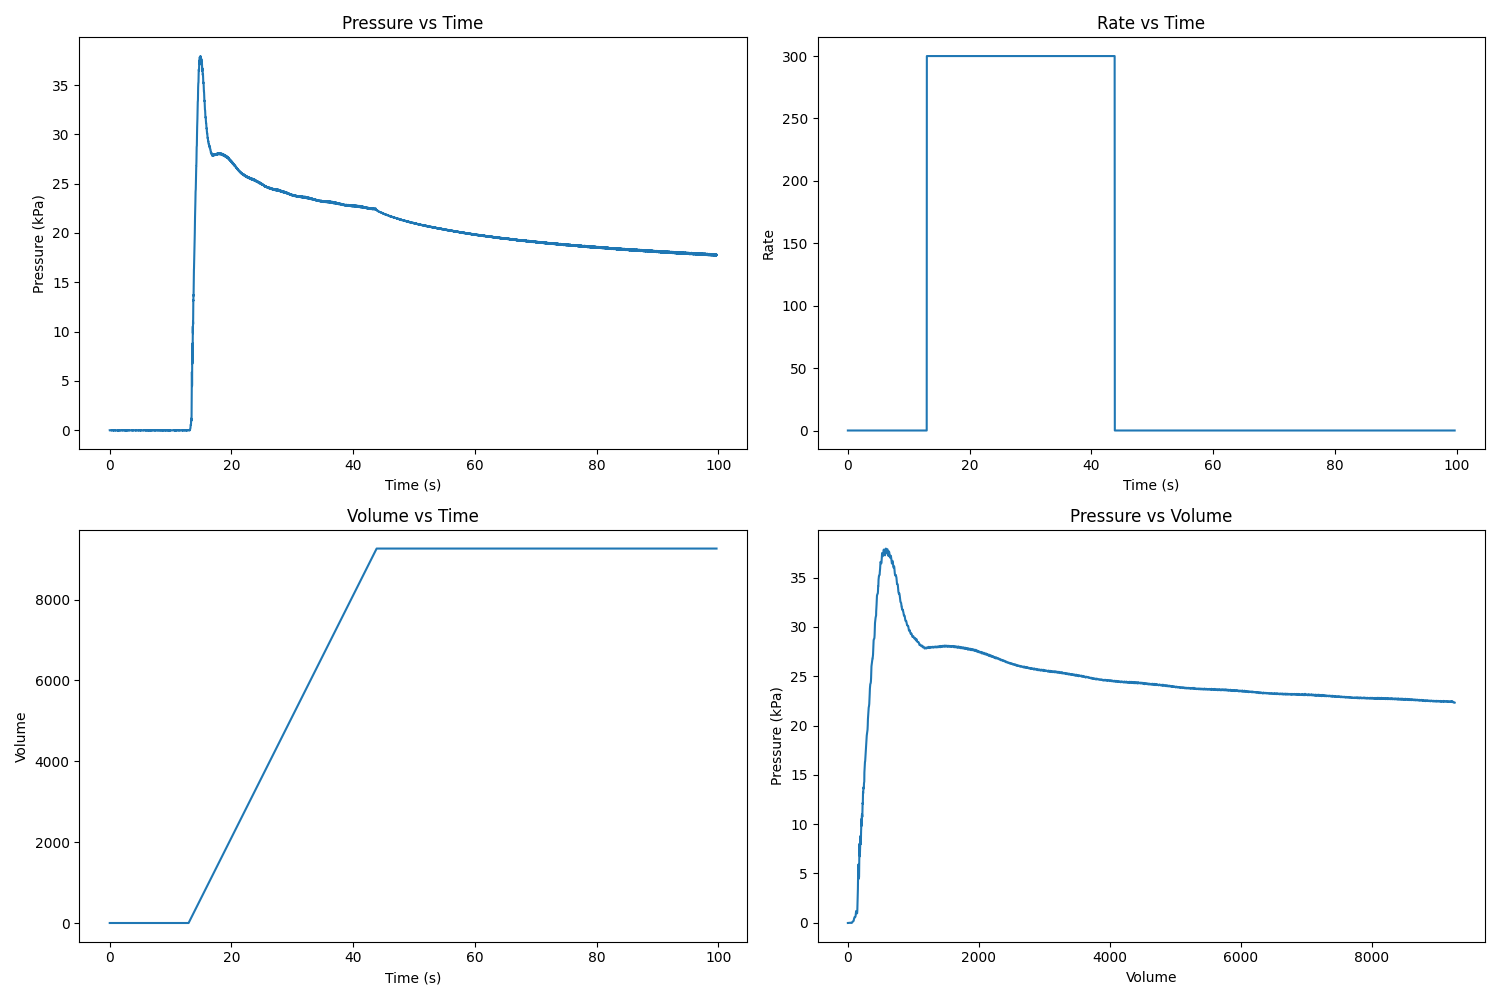 Pressure vs Time
Pressure (kPa)
35
30
25
20
15
10
5
0
0 20 40 60 80 100
Time (s)
Rate vs Time
Rate
300
250
200
150
100
50
0
0 20 40 60 80 100
Time (s)
Volume vs Time
Volume
8000
6000
4000
2000
0
0 20 40 60 80 100
Time (s)
Pressure vs Volume
Pressure (kPa)
35
30
25
20
15
10
5
0
0 2000 4000 6000 8000
Volume